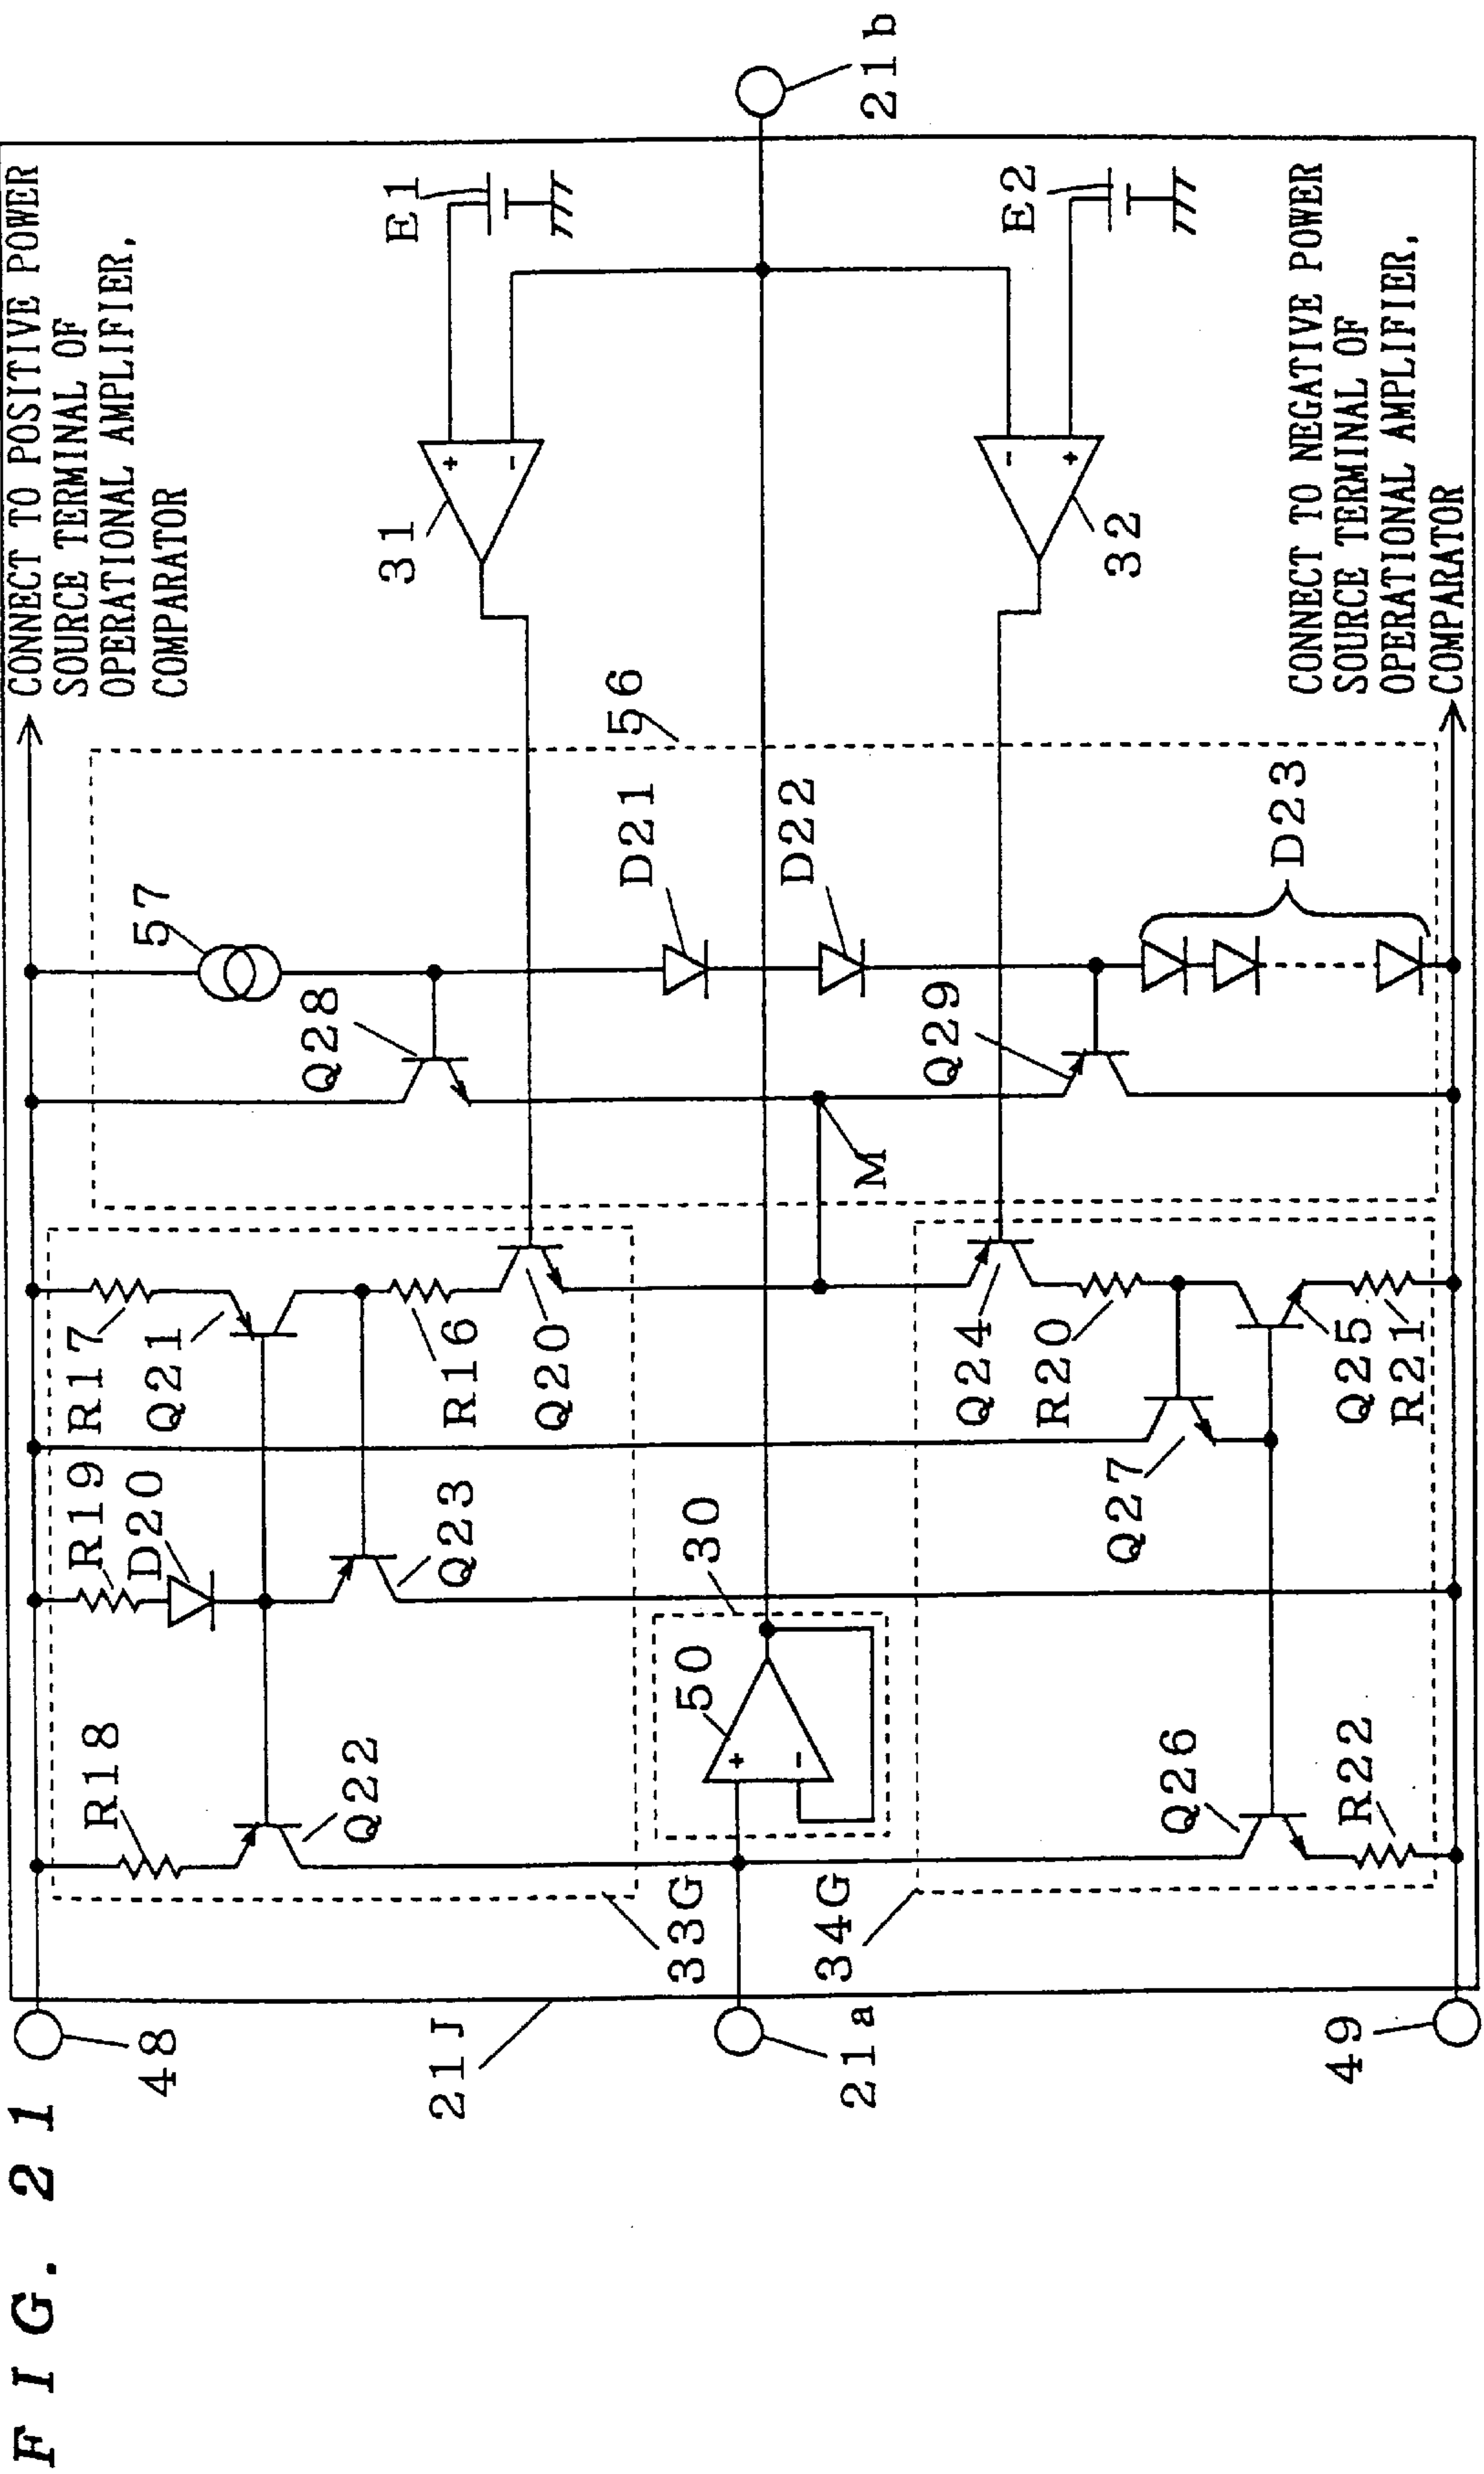 FIG. 21
48
CONNECT TO POSITIVE POWER
SOURCE TERMINAL OF
OPERATIONAL AMPLIFIER,
COMPARATOR
R18
R19
D20
R17
57
Q22
Q21
Q28
E1
Q23
R16
Q20
31
21J
33G
50
30
D21
56
21a
21b
34G
M
D22
Q24
Q29
R20
Q27
32
E2
Q26
D23
R22
Q25
R21
49
CONNECT TO NEGATIVE POWER
SOURCE TERMINAL OF
OPERATIONAL AMPLIFIER,
COMPARATOR
+
-
+
-
-
+